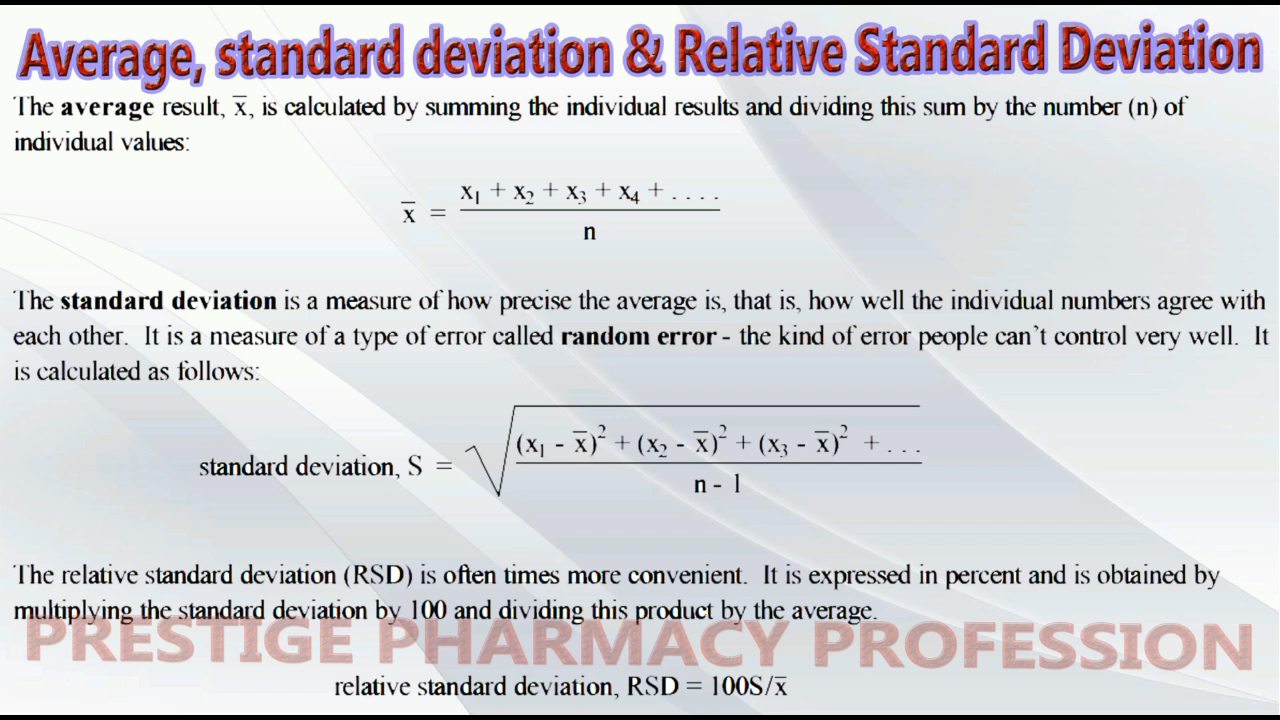 Average, standard deviation & Relative Standard Deviation
The average result, x̅, is calculated by summing the individual results and dividing this sum by the number (n) of
individual values:
x̅ = (x₁ + x₂ + x₃ + x₄ + . . . .) / n
The standard deviation is a measure of how precise the average is, that is, how well the individual numbers agree with
each other. It is a measure of a type of error called random error - the kind of error people can't control very well. It
is calculated as follows:
standard deviation, S = √(((x₁ - x̅)² + (x₂ - x̅)² + (x₃ - x̅)² + . . .) / (n - 1))
The relative standard deviation (RSD) is often times more convenient. It is expressed in percent and is obtained by
multiplying the standard deviation by 100 and dividing this product by the average.
PRESTIGE PHARMACY PROFESSION
relative standard deviation, RSD = 100S/x̅